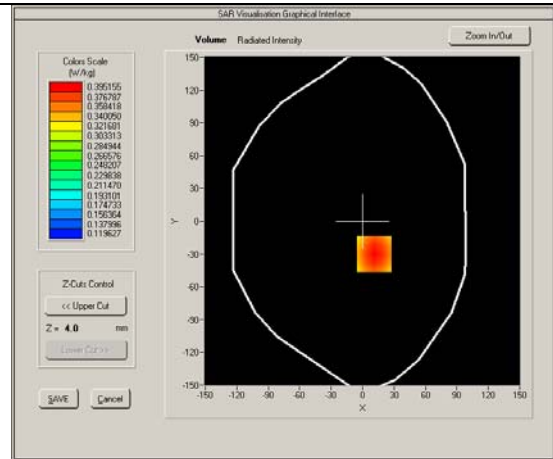 SAR Visualisation Graphical Interface
Volume Radiated Intensity
Zoom In/Out
Colors Scale
(W/kg)
0.395155
0.376787
0.358418
0.340050
0.321681
0.303313
0.284944
0.266576
0.248207
0.229838
0.211470
0.193101
0.174733
0.156364
0.137996
0.119627
Z-Cuts Control
<< Upper Cut
Z = 4.0 mm
Lower Cut >>
SAVE Cancel
150
120
90
60
30
0
-30
-60
-90
-120
-150
Y
-150 -120 -90 -60 -30 0 30 60 90 120 150
X